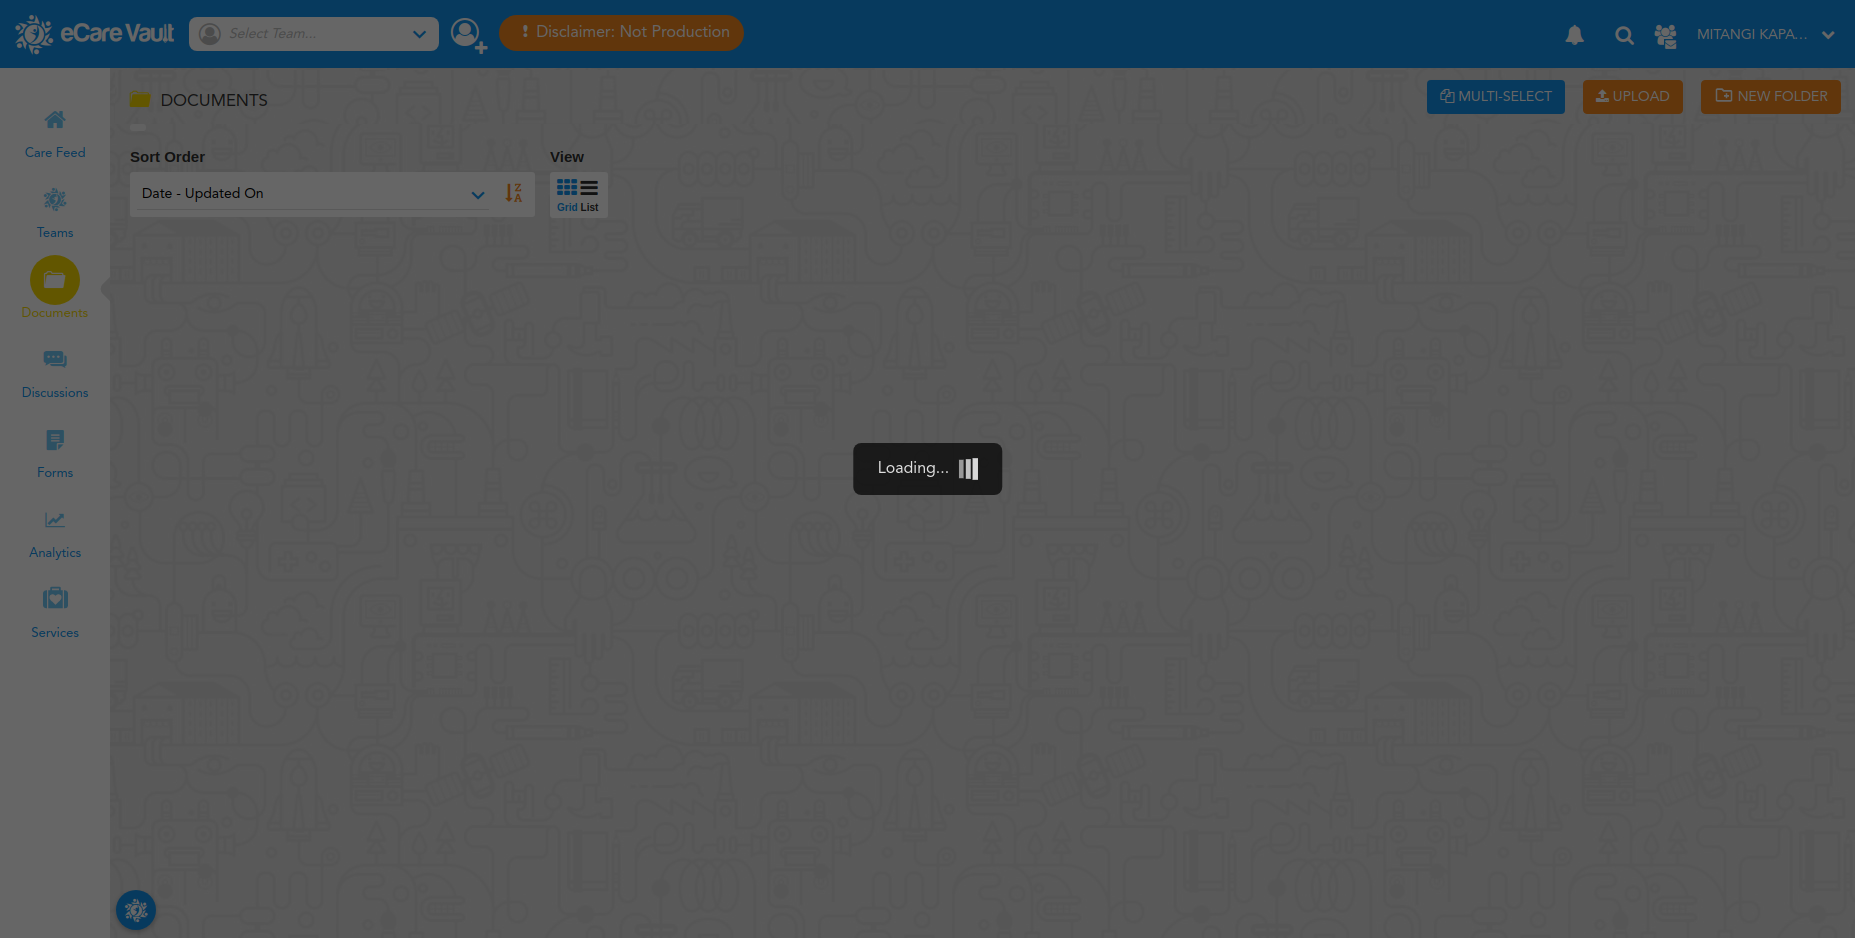 eCare Vault
Select Team...
Disclaimer: Not Production
MITANGI KAPA...
DOCUMENTS
MULTI-SELECT
UPLOAD
NEW FOLDER
Care Feed
Sort Order
View
Date - Updated On
Z
A
Grid List
Teams
Documents
Discussions
Loading...
Forms
Analytics
Services